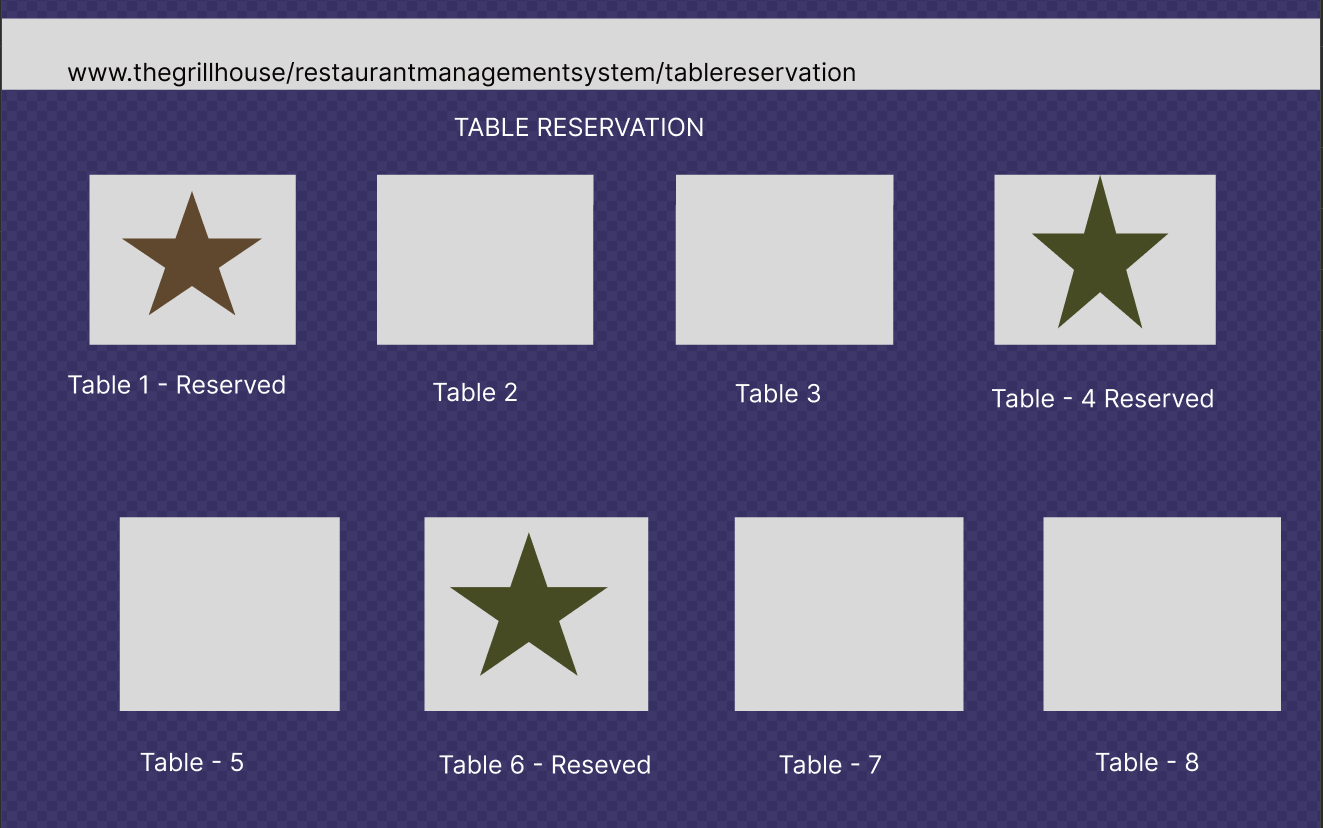 www.thegrillhouse/restaurantmanagementsystem/tablereservation
TABLE RESERVATION
Table 1 - Reserved
Table 2
Table 3
Table - 4 Reserved
Table - 5
Table 6 - Reseved
Table - 7
Table - 8